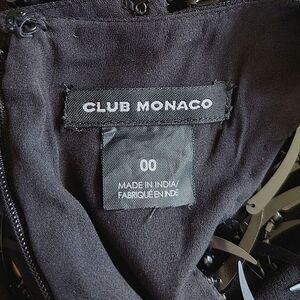 CLUB MONACO
00
MADE IN INDIA/
FABRIQUÉ EN INDE